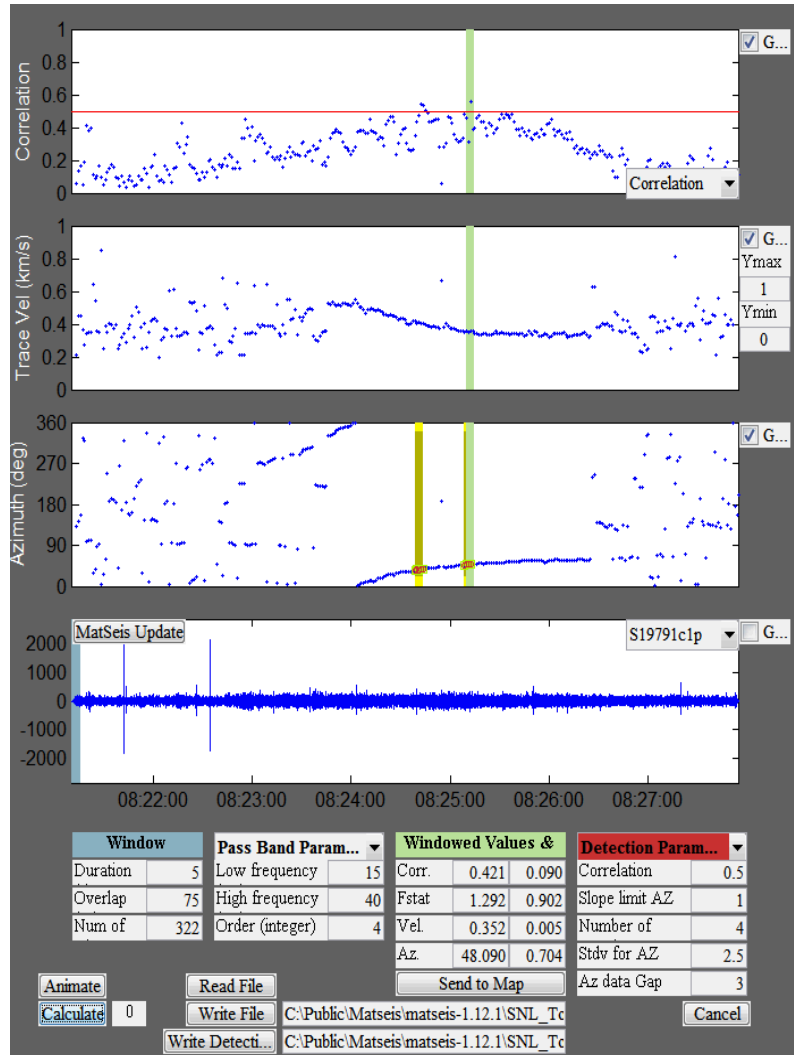 1
0.8
0.6
0.4
0.2
0
Correlation
G...
Correlation
1
0.8
0.6
0.4
0.2
0
Trace Vel (km/s)
G...
Ymax
1
Ymin
0
360
270
180
90
0
Azimuth (deg)
G...
MatSeis Update
S19791c1p
G...
2000
1000
0
-1000
-2000
08:22:00 08:23:00 08:24:00 08:25:00 08:26:00 08:27:00
Window
Duration 5
Overlap 75
Num of 322
Pass Band Param...
Low frequency 15
High frequency 40
Order (integer) 4
Windowed Values &
Corr. 0.421 0.090
Fstat 1.292 0.902
Vel. 0.352 0.005
Az. 48.090 0.704
Send to Map
Detection Param...
Correlation 0.5
Slope limit AZ 1
Number of 4
Stdv for AZ 2.5
Az data Gap 3
Animate
Read File
Calculate 0
Write File C:\Public\Matseis\matseis-1.12.1\SNL_Tc
Cancel
Write Detecti... C:\Public\Matseis\matseis-1.12.1\SNL_Tc